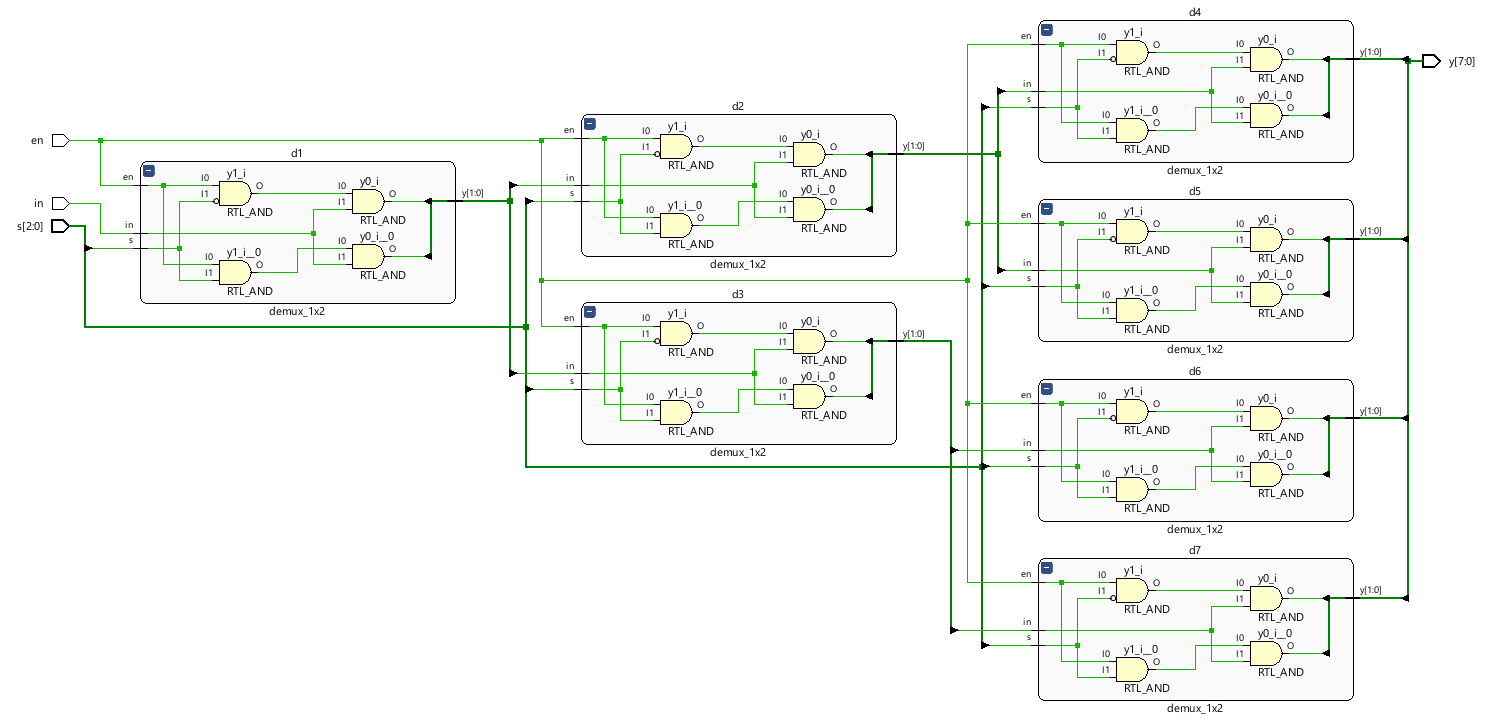 en
in
s[2:0]
d1
en
in
s
y1_i
I0
I1
O
RTL_AND
y0_i
I0
I1
O
RTL_AND
y1_i__0
I0
I1
O
RTL_AND
y0_i__0
I0
I1
O
RTL_AND
y[1:0]
demux_1x2
d2
en
in
s
y1_i
I0
I1
O
RTL_AND
y0_i
I0
I1
O
RTL_AND
y1_i__0
I0
I1
O
RTL_AND
y0_i__0
I0
I1
O
RTL_AND
y[1:0]
demux_1x2
d3
en
in
s
y1_i
I0
I1
O
RTL_AND
y0_i
I0
I1
O
RTL_AND
y1_i__0
I0
I1
O
RTL_AND
y0_i__0
I0
I1
O
RTL_AND
y[1:0]
demux_1x2
d4
en
in
s
y1_i
I0
I1
O
RTL_AND
y0_i
I0
I1
O
RTL_AND
y1_i__0
I0
I1
O
RTL_AND
y0_i__0
I0
I1
O
RTL_AND
y[1:0]
demux_1x2
d5
en
in
s
y1_i
I0
I1
O
RTL_AND
y0_i
I0
I1
O
RTL_AND
y1_i__0
I0
I1
O
RTL_AND
y0_i__0
I0
I1
O
RTL_AND
y[1:0]
demux_1x2
d6
en
in
s
y1_i
I0
I1
O
RTL_AND
y0_i
I0
I1
O
RTL_AND
y1_i__0
I0
I1
O
RTL_AND
y0_i__0
I0
I1
O
RTL_AND
y[1:0]
demux_1x2
d7
en
in
s
y1_i
I0
I1
O
RTL_AND
y0_i
I0
I1
O
RTL_AND
y1_i__0
I0
I1
O
RTL_AND
y0_i__0
I0
I1
O
RTL_AND
y[1:0]
demux_1x2
y[7:0]